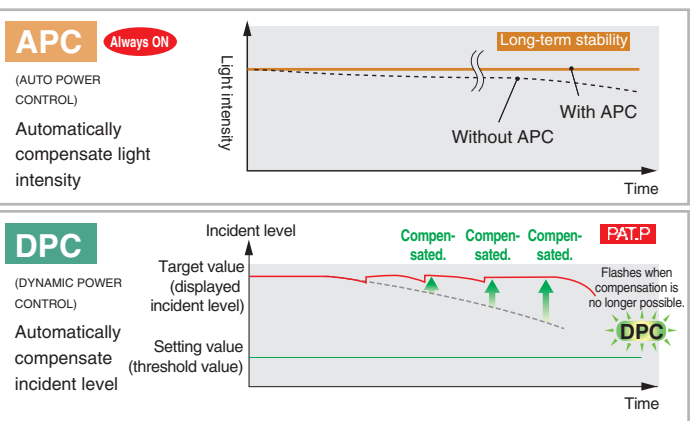 APC
Always ON
(AUTO POWER
CONTROL)
Automatically
compensate light
intensity
Light intensity
Long-term stability
With APC
Without APC
Time
DPC
(DYNAMIC POWER
CONTROL)
Automatically
compensate
incident level
Incident level
Target value
(displayed
incident level)
Setting value
(threshold value)
Compen-
sated.
Compen-
sated.
Compen-
sated.
PAT.P
Flashes when
compensation is
no longer possible.
DPC
Time